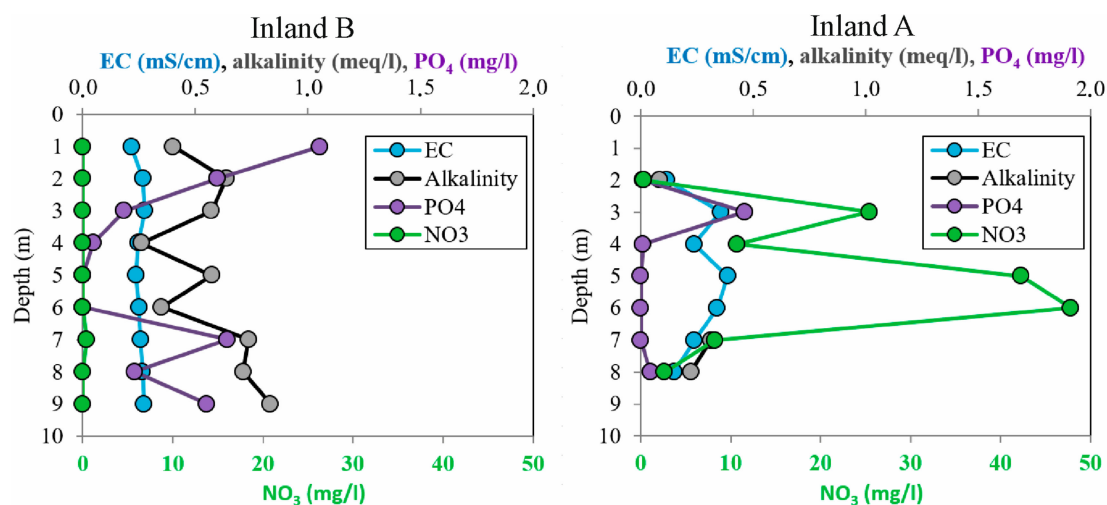 Inland B
EC (mS/cm), alkalinity (meq/l), PO4 (mg/l)
0.0 0.5 1.0 1.5 2.0
0
1
2
3
4
5
6
7
8
9
10
Depth (m)
EC
Alkalinity
PO4
NO3
0 10 20 30 40 50
NO3 (mg/l)
Inland A
EC (mS/cm), alkalinity (meq/l), PO4 (mg/l)
0.0 0.5 1.0 1.5 2.0
0
1
2
3
4
5
6
7
8
9
10
Depth (m)
EC
Alkalinity
PO4
NO3
0 10 20 30 40 50
NO3 (mg/l)